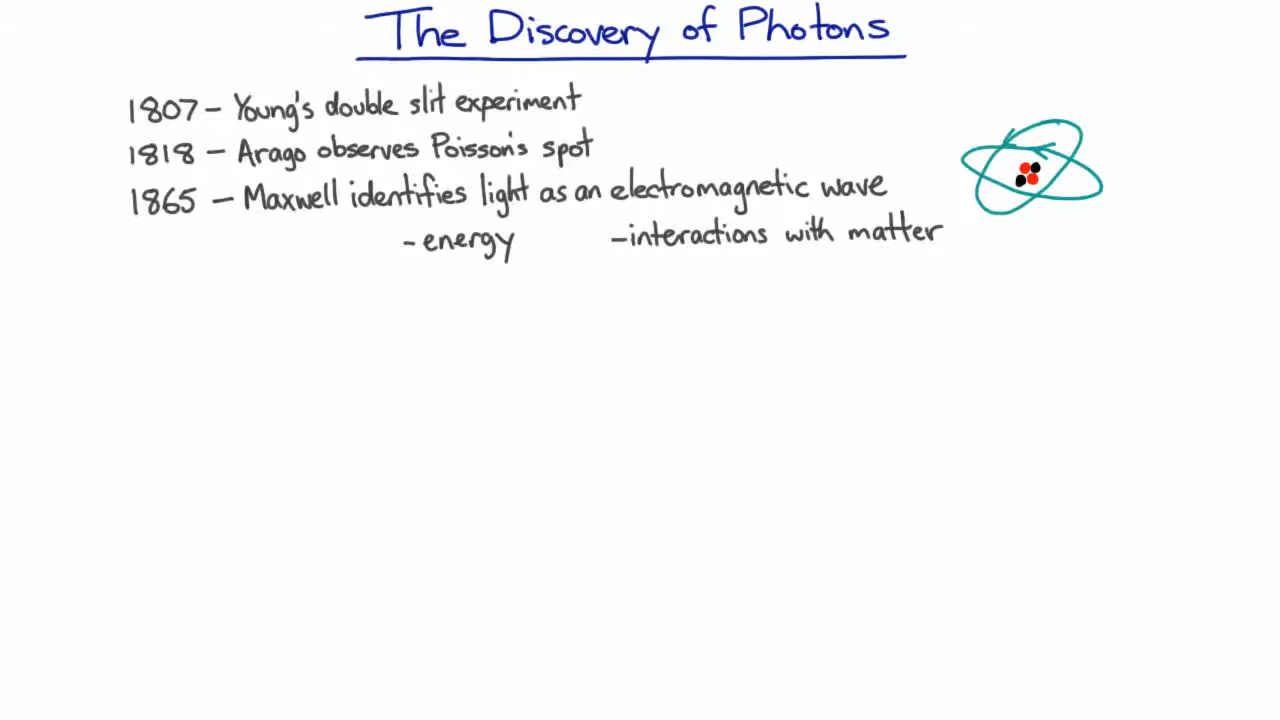 The Discovery of Photons
1807 – Young's double slit experiment
1818 – Arago observes Poisson's spot
1865 – Maxwell identifies light as an electromagnetic wave
-energy -interactions with matter